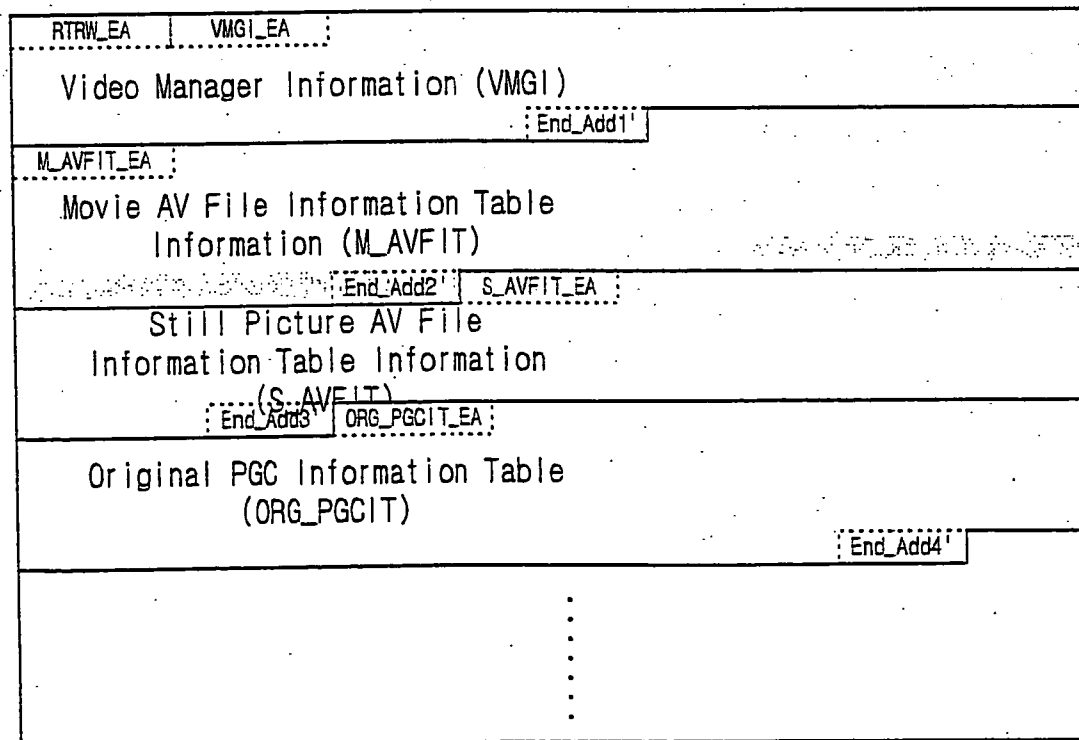 RTRW_EA VMGI_EA
Video Manager Information (VMGI)
End_Add1'
M_AVFIT_EA
Movie AV File Information Table
Information (M_AVFIT)
End_Add2' S_AVFIT_EA
Still Picture AV File
Information Table Information
(S_AVFIT)
End_Add3' ORG_PGCIT_EA
Original PGC Information Table
(ORG_PGCIT)
End_Add4'